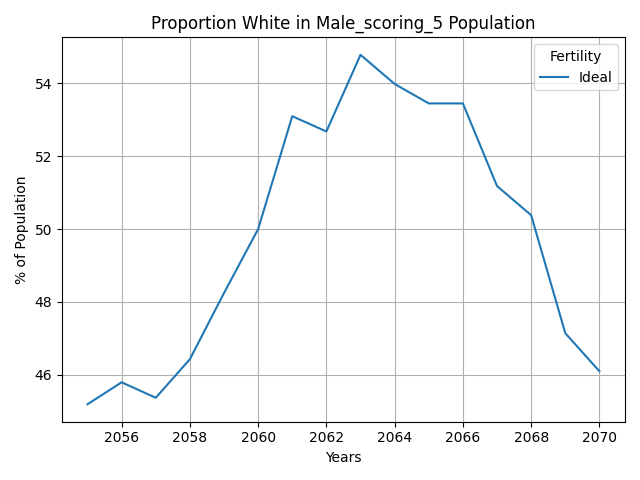 Proportion White in Male_scoring_5 Population
Fertility
Ideal
54
52
50
48
46
% of Population
2056 2058 2060 2062 2064 2066 2068 2070
Years